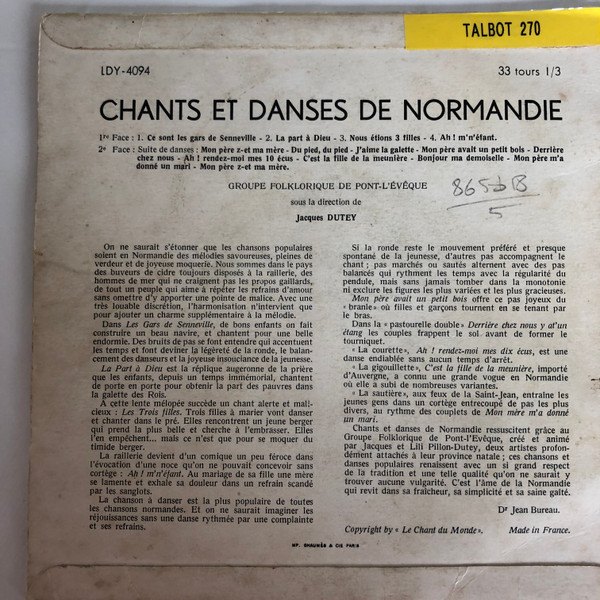 TALBOT 270
LDY-4094
33 tours 1/3
CHANTS ET DANSES DE NORMANDIE
1re Face : 1. Ce sont les gars de Senneville - 2. La part à Dieu - 3. Nous étions 3 filles - 4. Ah ! m'n'éfant.
2e Face : Suite de danses : Mon père z-et ma mère - Du pied, du pied - J'aime la galette - Mon père avait un petit bois - Derrière
chez nous - Ah ! rendez-moi mes 10 écus - C'est la fille de la meunière - Bonjour ma demoiselle - Mon père m'a
donné un mari - Mon père z-et ma mère.
GROUPE FOLKLORIQUE DE PONT-L'ÉVÊQUE
sous la direction de
Jacques DUTEY
5
On ne saurait s'étonner que les chansons populaires
soient en Normandie des mélodies savoureuses, pleines de
verdeur et de joyeuse moquerie. Nous sommes dans le pays
des buveurs de cidre toujours disposés à la raillerie, des
hommes de mer qui ne craignent pas les propos gaillards,
de tout un peuple qui aime à répéter les refrains d'amour
sans omettre d'y apporter une pointe de malice. Avec une
très louable discrétion, l'harmonisation n'intervient que
pour ajouter un charme supplémentaire à la mélodie.
Dans Les Gars de Senneville, de bons enfants on fait
construire un beau navire, et chantent pour une belle
endormie. Des bruits de pas se font entendre qui accentuent
les temps et font deviner la légèreté de la ronde, le balan-
cement des danseurs et la joyeuse insouciance de la jeunesse.
La Part à Dieu est la réplique augeronne de la prière
que les enfants, depuis un temps immémorial, chantent
de porte en porte pour obtenir la part des pauvres dans
la galette des Rois.
A cette lente mélopée succède un chant alerte et mali-
cieux : Les Trois filles. Trois filles à marier vont danser
et chanter dans le pré. Elles rencontrent un jeune berger
qui prend la plus belle et cherche à l'embrasser. Elles
l'en empêchent... mais ce n'est que pour se moquer du
timide berger.
La raillerie devient d'un comique un peu féroce dans
l'évocation d'une noce qu'on ne pouvait concevoir sans
cortège : Ah ! m'n'éfant. Au mariage de sa fille une mère
se lamente et exhale sa douleur dans un refrain scandé
par les sanglots.
La chanson à danser est la plus populaire de toutes
les chansons normandes. Et on ne saurait imaginer les
réjouissances sans une danse rythmée par une complainte
et ses refrains.
Si la ronde reste le mouvement préféré et presque
spontané de la jeunesse, d'autres pas accompagnent le
chant ; pas marchés ou sautés alternent avec des pas
balancés qui rythment les temps avec la régularité du
pendule, mais sans jamais tomber dans la monotonie
ni exclure les figures les plus variées et les plus gracieuses.
Mon père avait un petit bois offre ce pas joyeux du
« branle » où filles et garçons tournent en se tenant par
le bras.
Dans la « pastourelle double » Derrière chez nous y at'un
étang les couples frappent le sol avant de former le
tourniquet.
« La courette », Ah ! rendez-moi mes dix écus, est une
danse endiablée sans aucun temps d'arrêt.
« La gigouillette », C'est la fille de la meunière, importée
d'Auvergne, a connu une grande vogue en Normandie
où elle a subi de nombreuses variantes.
« La sautière », aux feux de la Saint-Jean, entraîne les
jeunes gens dans un cortège entrecoupé de pas les plus
divers, au rythme des couplets de Mon mère m'a donné
un mari.
Chants et danses de Normandie ressuscitent grâce au
Groupe Folklorique de Pont-l'Evêque, créé et animé
par Jacques et Lili Pillon-Dutey, deux artistes profon-
dément attachés à leur province natale ; ces chansons et
danses populaires renaissent avec un si grand respect
de la tradition et une telle qualité qu'on ne saurait y
trouver aucune vulgarité. C'est l'âme de la Normandie
qui revit dans sa fraîcheur, sa simplicité et sa saine gaîté.
Dr Jean Bureau.
Copyright by « Le Chant du Monde ». Made in France.
IMP. CHAUMÈS & CIE PARIS